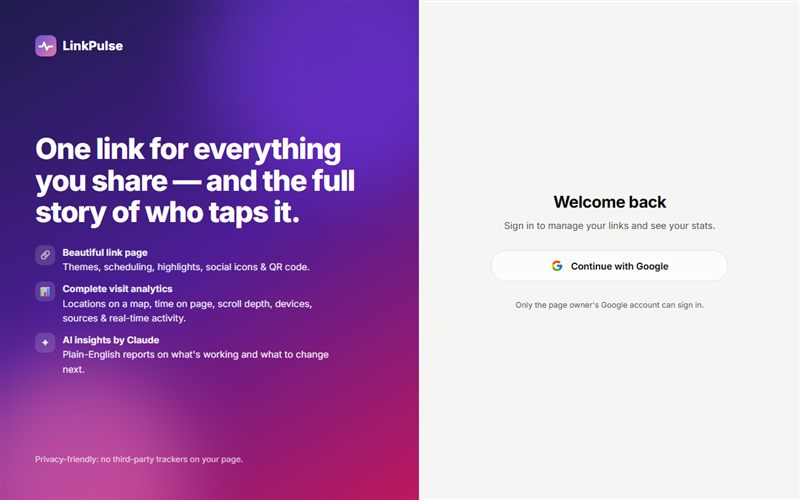 LinkPulse
One link for everything
you share — and the full
story of who taps it.
Beautiful link page
Themes, scheduling, highlights, social icons & QR code.
Complete visit analytics
Locations on a map, time on page, scroll depth, devices,
sources & real-time activity.
AI insights by Claude
Plain-English reports on what's working and what to change
next.
Privacy-friendly: no third-party trackers on your page.
Welcome back
Sign in to manage your links and see your stats.
Continue with Google
Only the page owner's Google account can sign in.